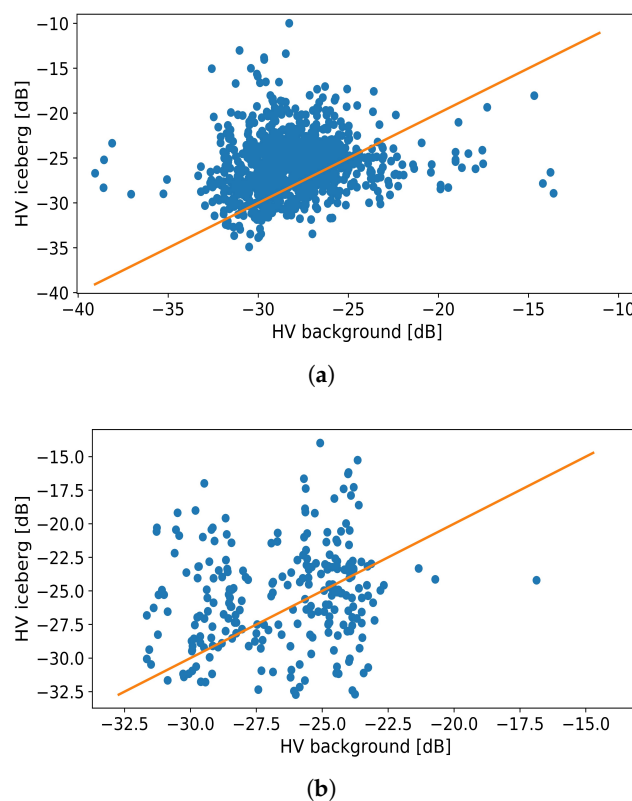 −10
−15
−20
−25
−30
−35
−40
HV iceberg [dB]
−40 −35 −30 −25 −20 −15 −10
HV background [dB]
(a)
−15.0
−17.5
−20.0
−22.5
−25.0
−27.5
−30.0
−32.5
HV iceberg [dB]
−32.5 −30.0 −27.5 −25.0 −22.5 −20.0 −17.5 −15.0
HV background [dB]
(b)